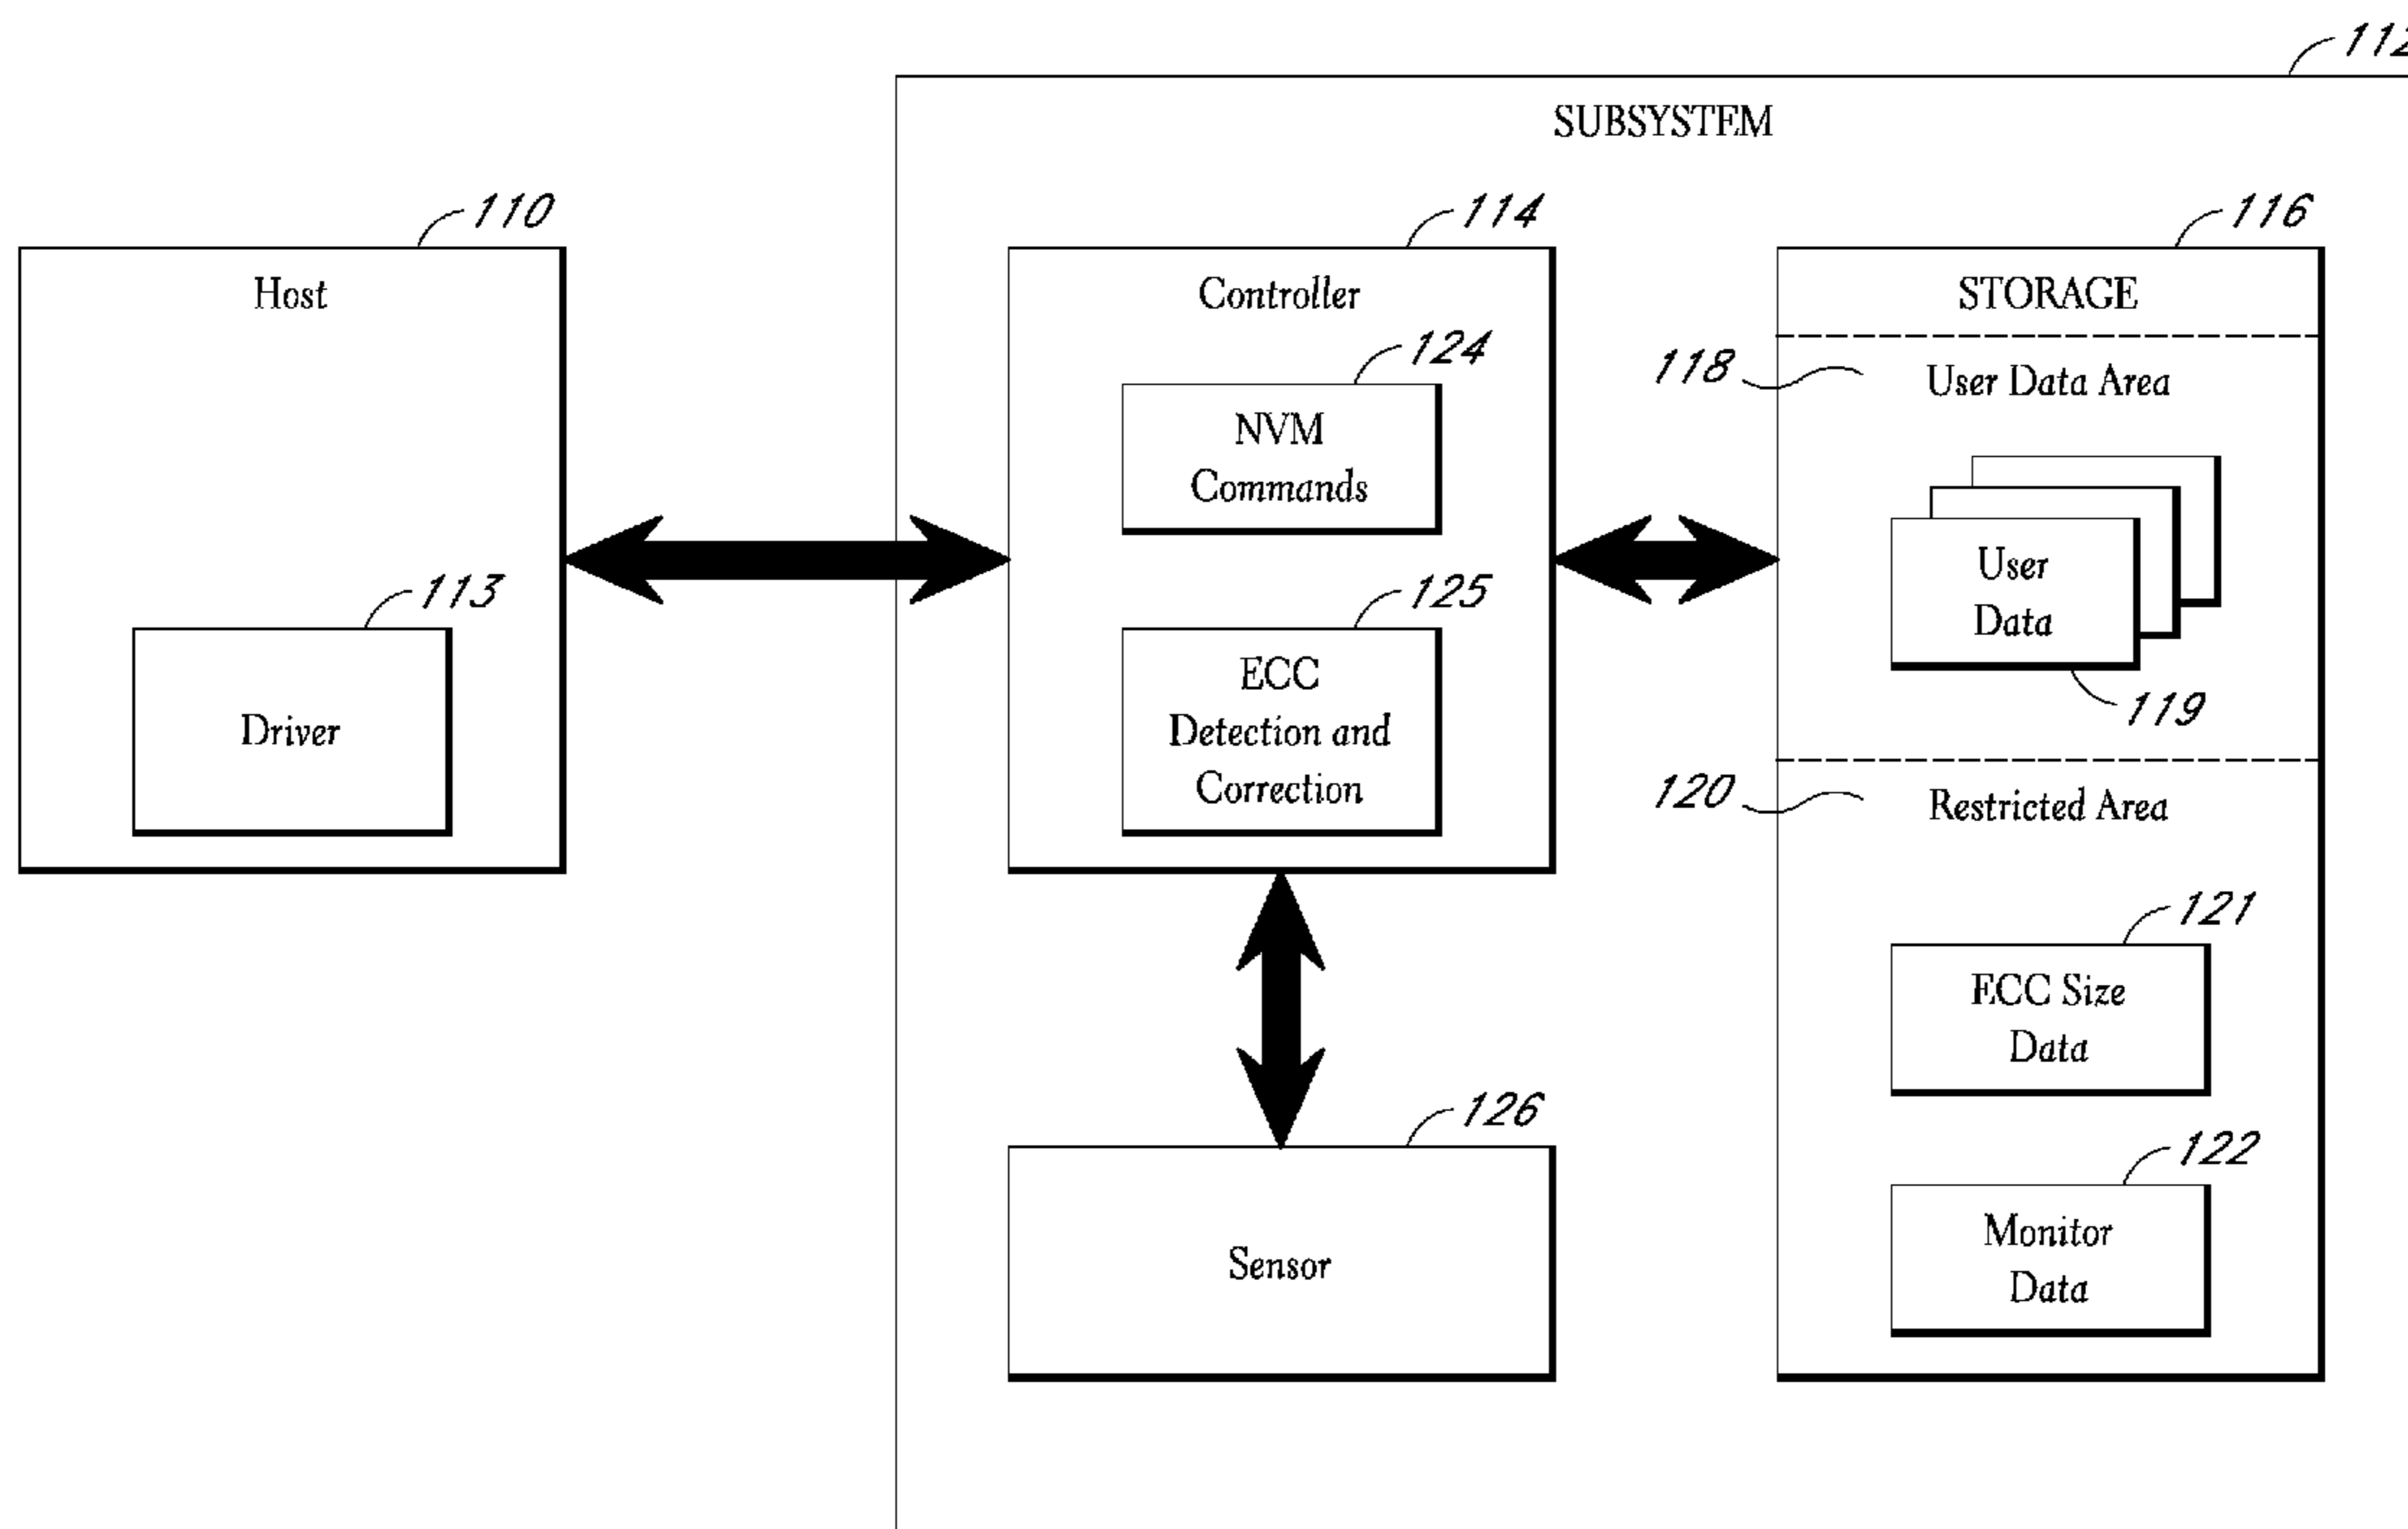 112
SUBSYSTEM
110
Host
113
Driver
114
Controller
124
NVM
Commands
125
ECC
Detection and
Correction
126
Sensor
116
STORAGE
118
User Data Area
User
Data
119
120
Restricted Area
121
ECC Size
Data
122
Monitor
Data